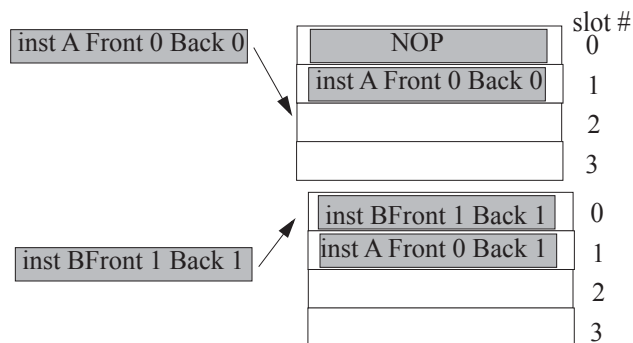 slot #
inst A Front 0 Back 0
NOP
0
inst A Front 0 Back 0
1
2
3
inst BFront 1 Back 1
0
inst BFront 1 Back 1
inst A Front 0 Back 1
1
2
3